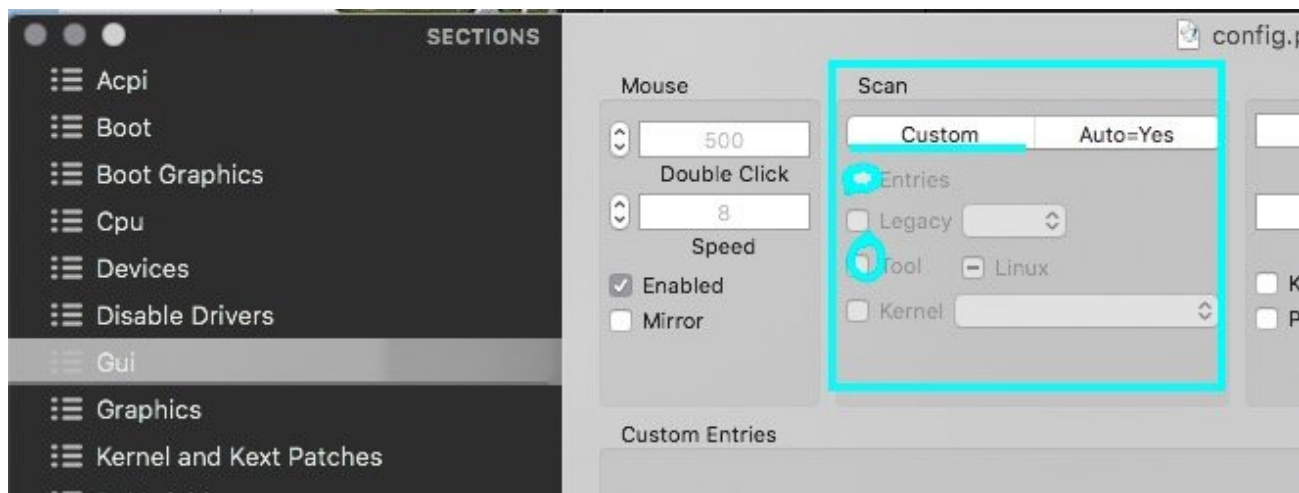 SECTIONS
config.p
Acpi
Boot
Boot Graphics
Cpu
Devices
Disable Drivers
Gui
Graphics
Kernel and Kext Patches
Mouse
500
Double Click
8
Speed
Enabled
Mirror
Scan
Custom
Auto=Yes
Entries
Legacy
Tool
Linux
Kernel
K
P
Custom Entries